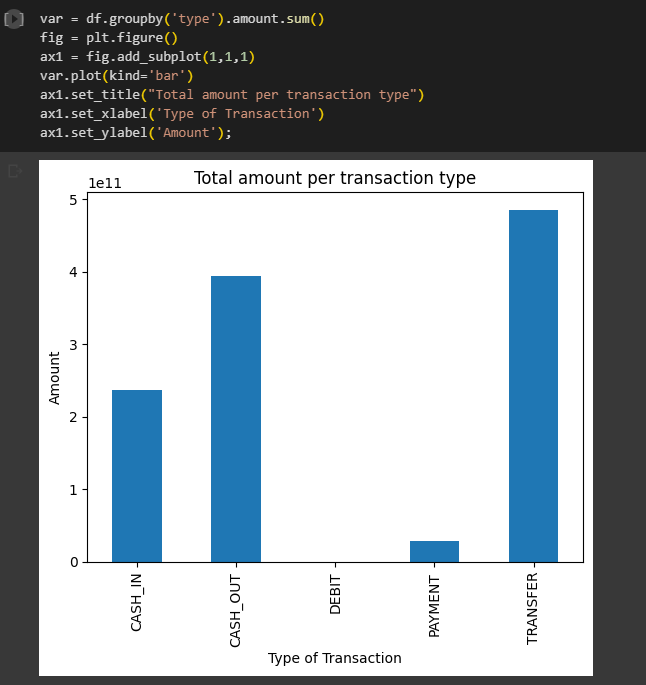 [ ] var = df.groupby('type').amount.sum()
fig = plt.figure()
ax1 = fig.add_subplot(1,1,1)
var.plot(kind='bar')
ax1.set_title("Total amount per transaction type")
ax1.set_xlabel('Type of Transaction')
ax1.set_ylabel('Amount');
Total amount per transaction type
1e11
5
4
3
2
1
0
Amount
CASH_IN
CASH_OUT
DEBIT
PAYMENT
TRANSFER
Type of Transaction